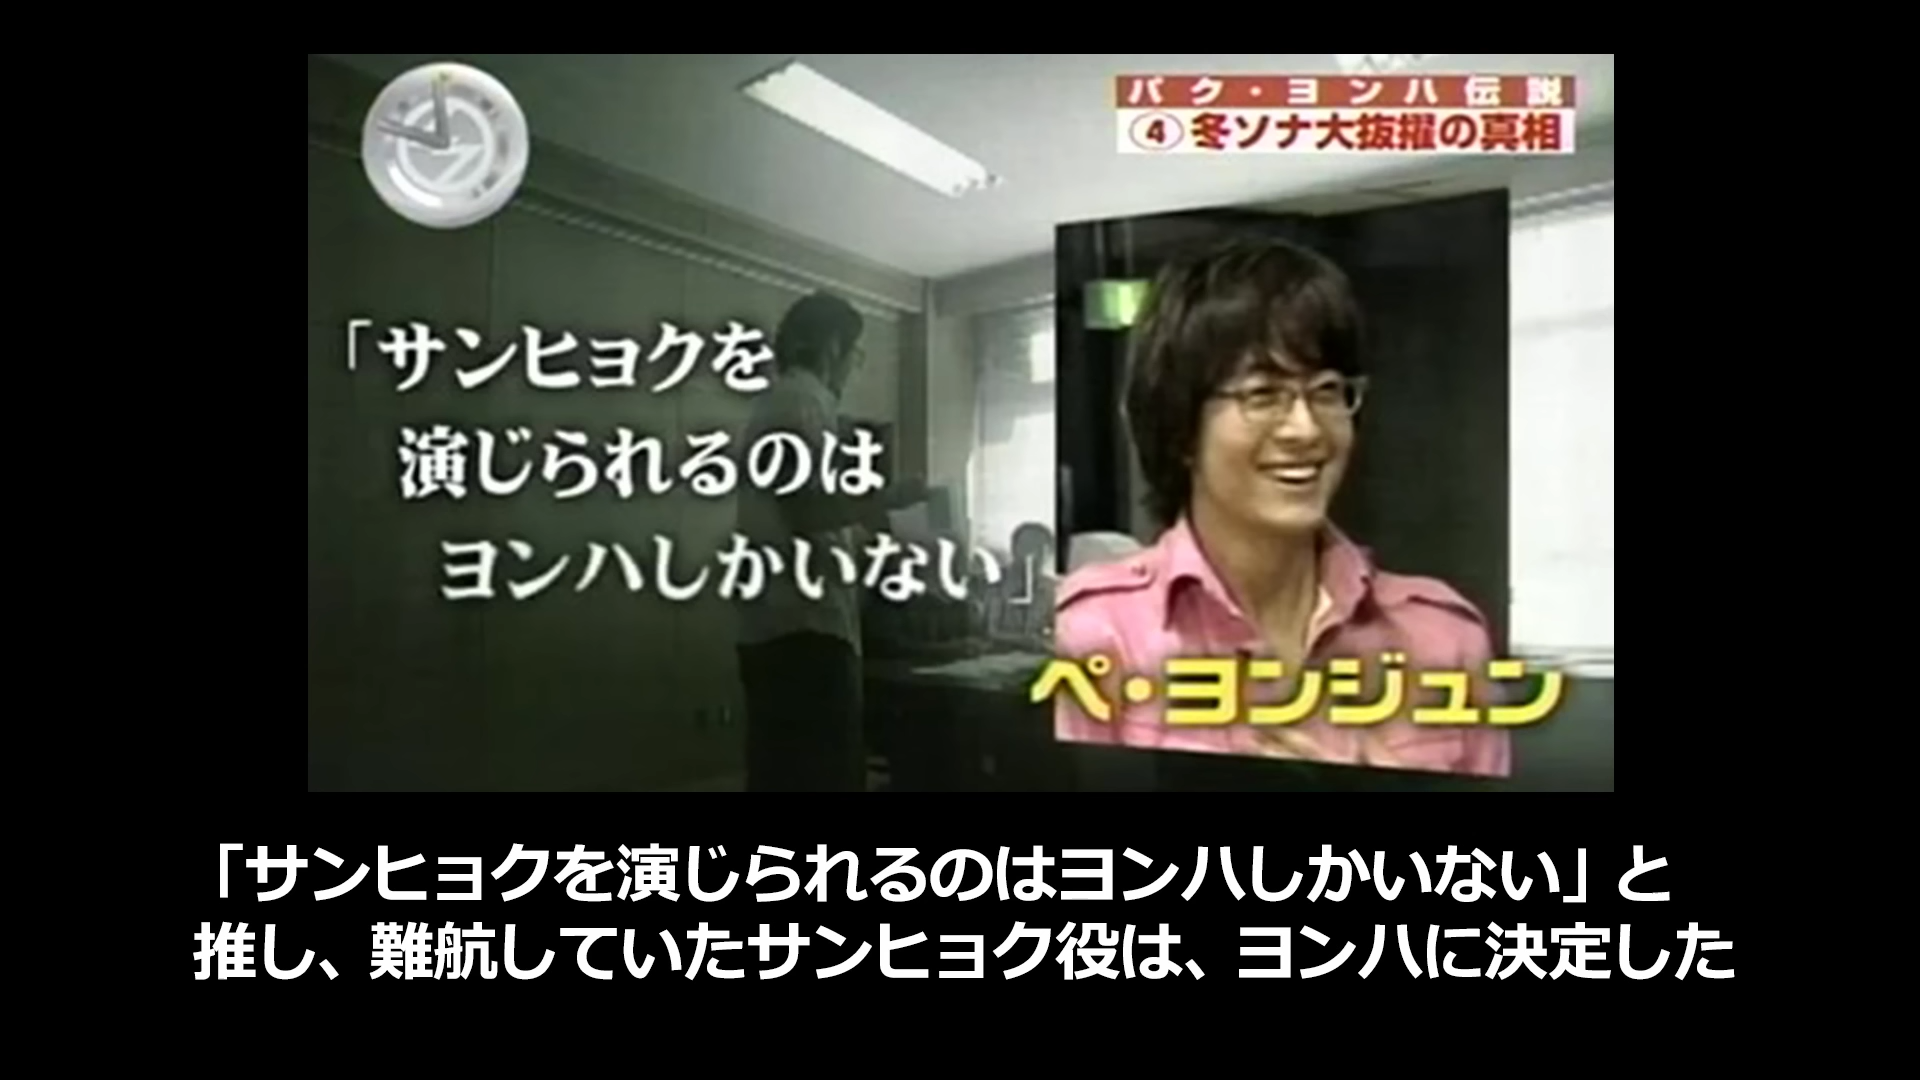 パク・ヨンハ伝説
④冬ソナ大抜擢の真相
「サンヒョクを
演じられるのは
ヨンハしかいない」
ペ・ヨンジュン
「サンヒョクを演じられるのはヨンハしかいない」と
推し、難航していたサンヒョク役は、ヨンハに決定した